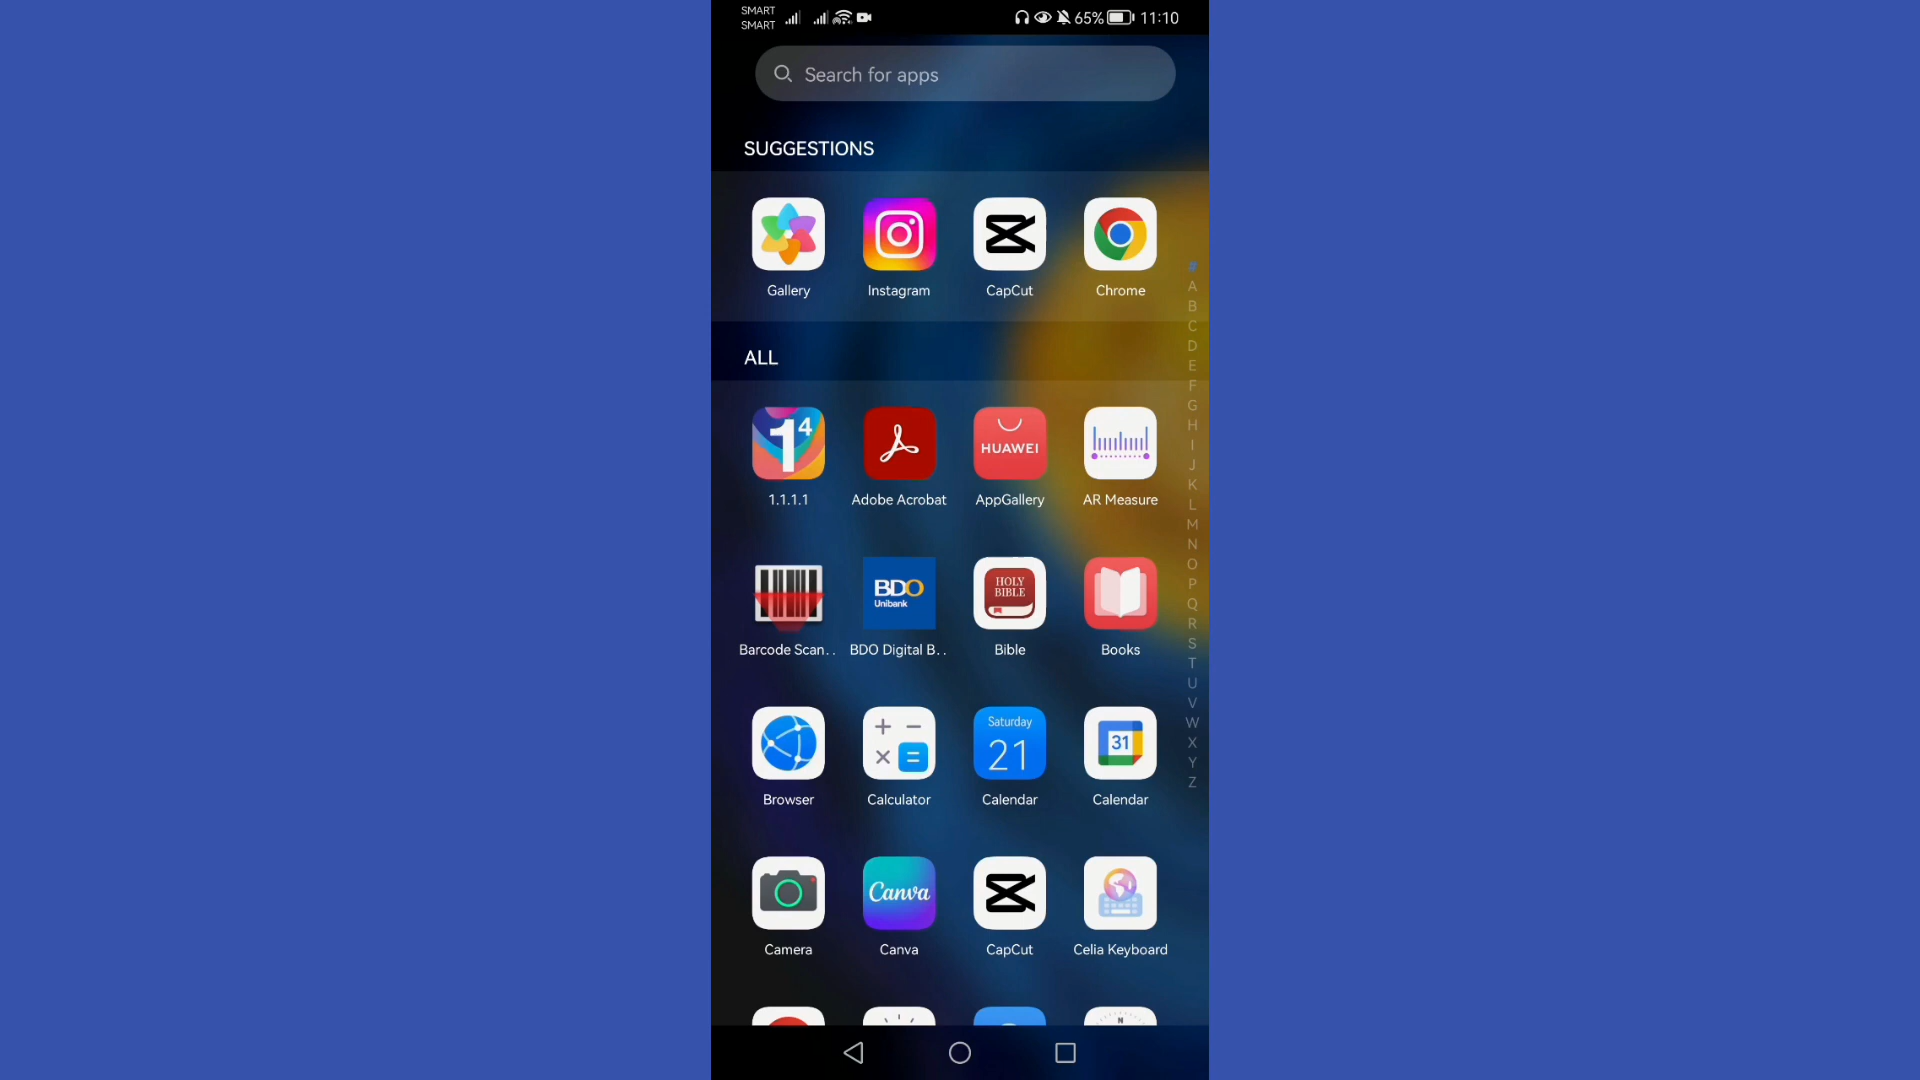 SMART
SMART
65% 11:10
Search for apps
SUGGESTIONS
Gallery Instagram CapCut Chrome
ALL
1⁴
HUAWEI
1.1.1.1 Adobe Acrobat AppGallery AR Measure
BDO
Unibank
HOLY
BIBLE
Barcode Scan.. BDO Digital B.. Bible Books
Saturday
21
31
Browser Calculator Calendar Calendar
Canva
Camera Canva CapCut Celia Keyboard
N
#
A
B
C
D
E
F
G
H
I
J
K
L
M
N
O
P
Q
R
S
T
U
V
W
X
Y
Z